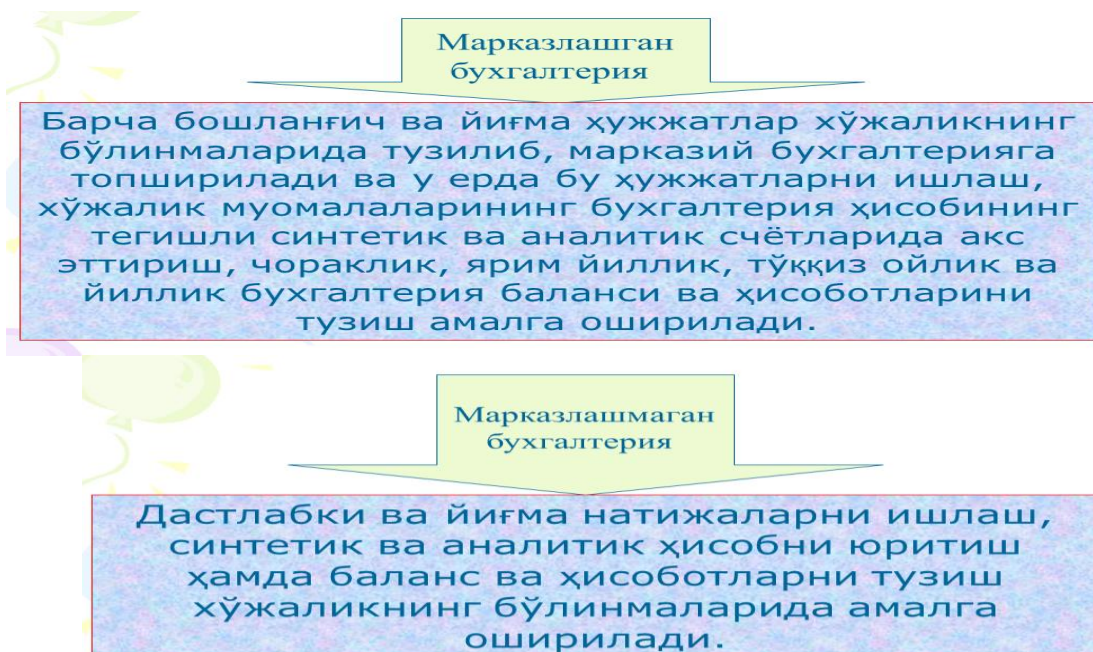 Марказлашган
бухгалтерия
Барча бошланғич ва йиғма ҳужжатлар хўжаликнинг
бўлинмаларида тузилиб, марказий бухгалтерияга
топширилади ва у ерда бу ҳужжатларни ишлаш,
хўжалик муомалаларининг бухгалтерия ҳисобининг
тегишли синтетик ва аналитик счётларида акс
эттириш, чораклик, ярим йиллик, тўққиз ойлик ва
йиллик бухгалтерия баланси ва ҳисоботларини
тузиш амалга оширилади.
Марказлашмаган
бухгалтерия
Дастлабки ва йиғма натижаларни ишлаш,
синтетик ва аналитик ҳисобни юритиш
ҳамда баланс ва ҳисоботларни тузиш
хўжаликнинг бўлинмаларида амалга
оширилади.